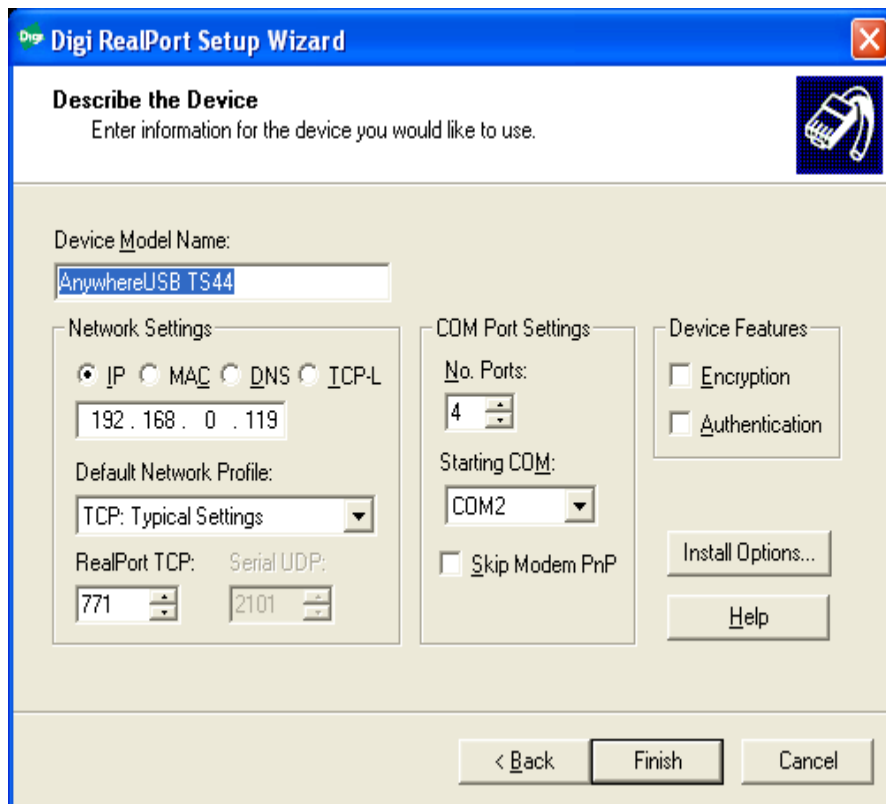 Digi Digi RealPort Setup Wizard
Describe the Device
Enter information for the device you would like to use.
Device Model Name:
AnywhereUSB TS44
Network Settings
IP MAC DNS TCP-L
192 . 168 . 0 . 119
Default Network Profile:
TCP: Typical Settings
RealPort TCP: Serial UDP:
771 2101
COM Port Settings
No. Ports:
4
Starting COM:
COM2
Skip Modem PnP
Device Features
Encryption
Authentication
Install Options...
Help
< Back Finish Cancel